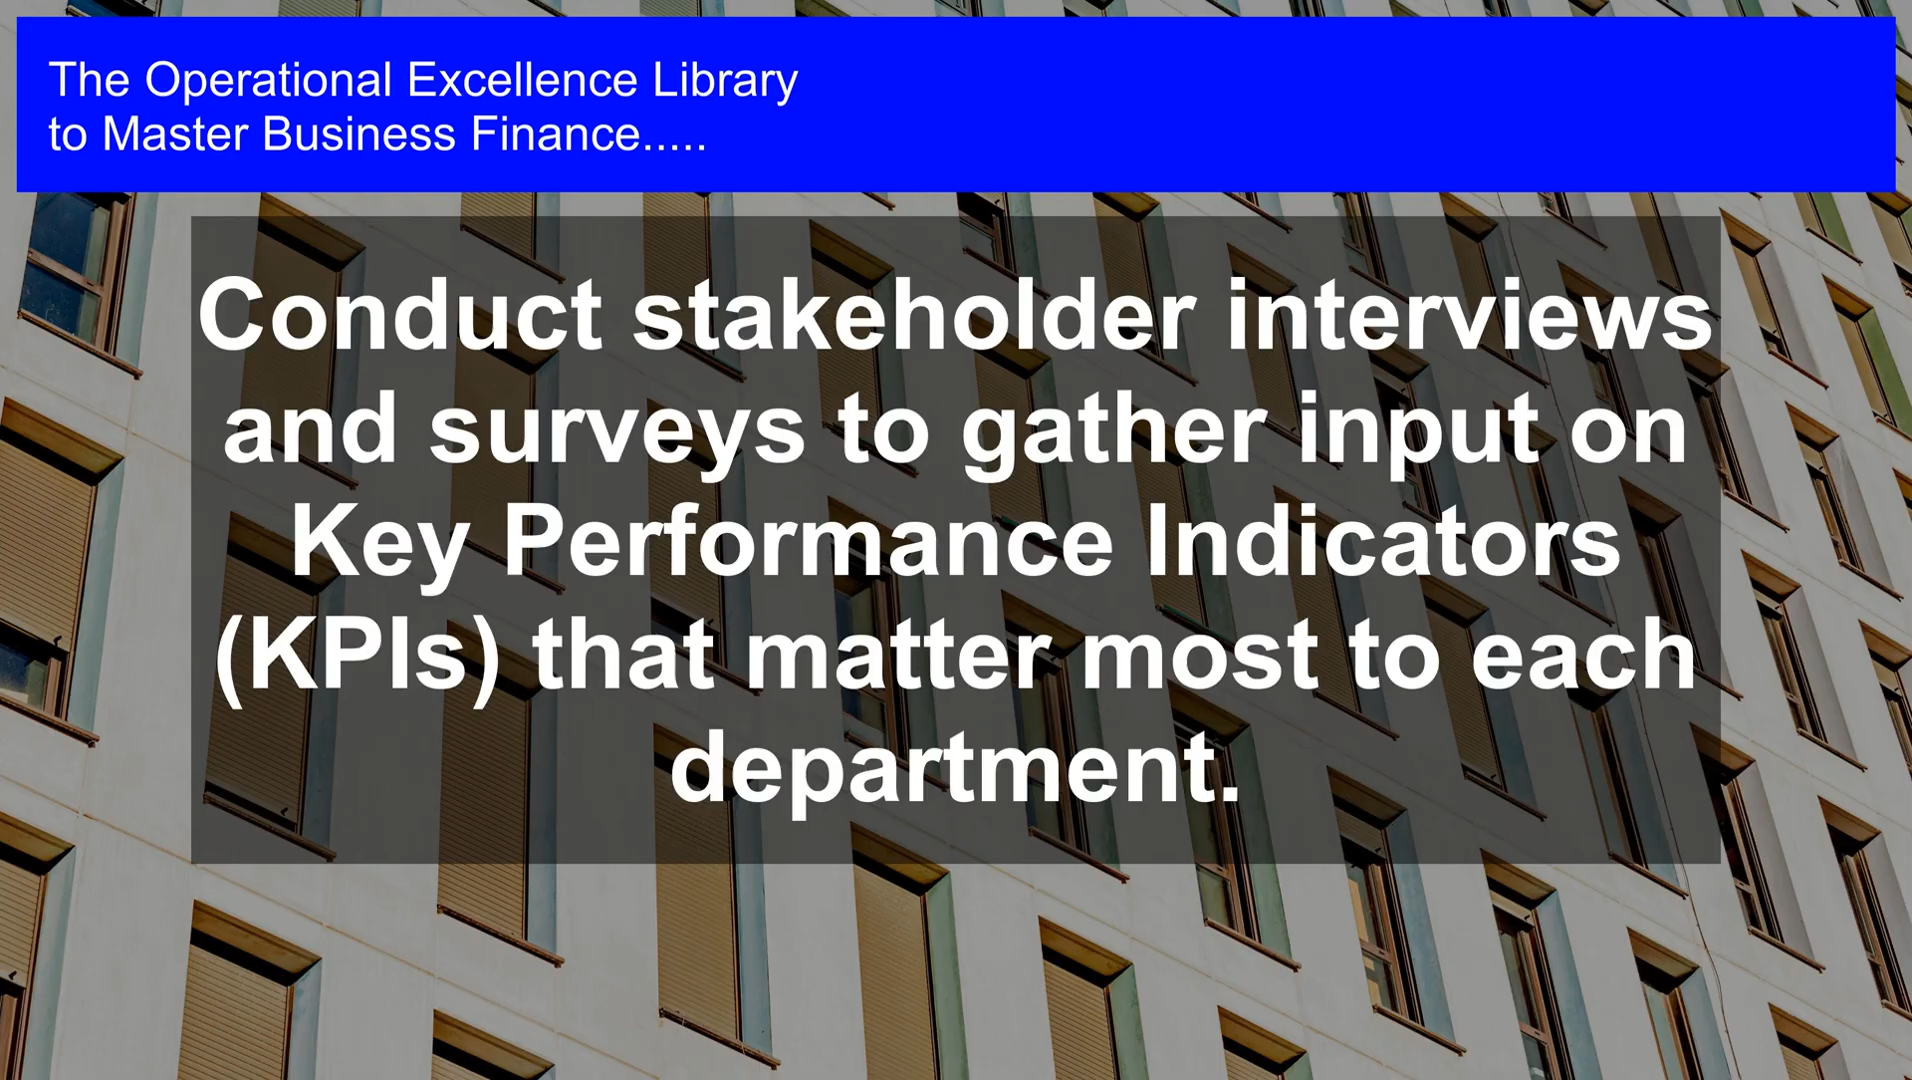 The Operational Excellence Library
to Master Business Finance.....
Conduct stakeholder interviews
and surveys to gather input on
Key Performance Indicators
(KPIs) that matter most to each
department.